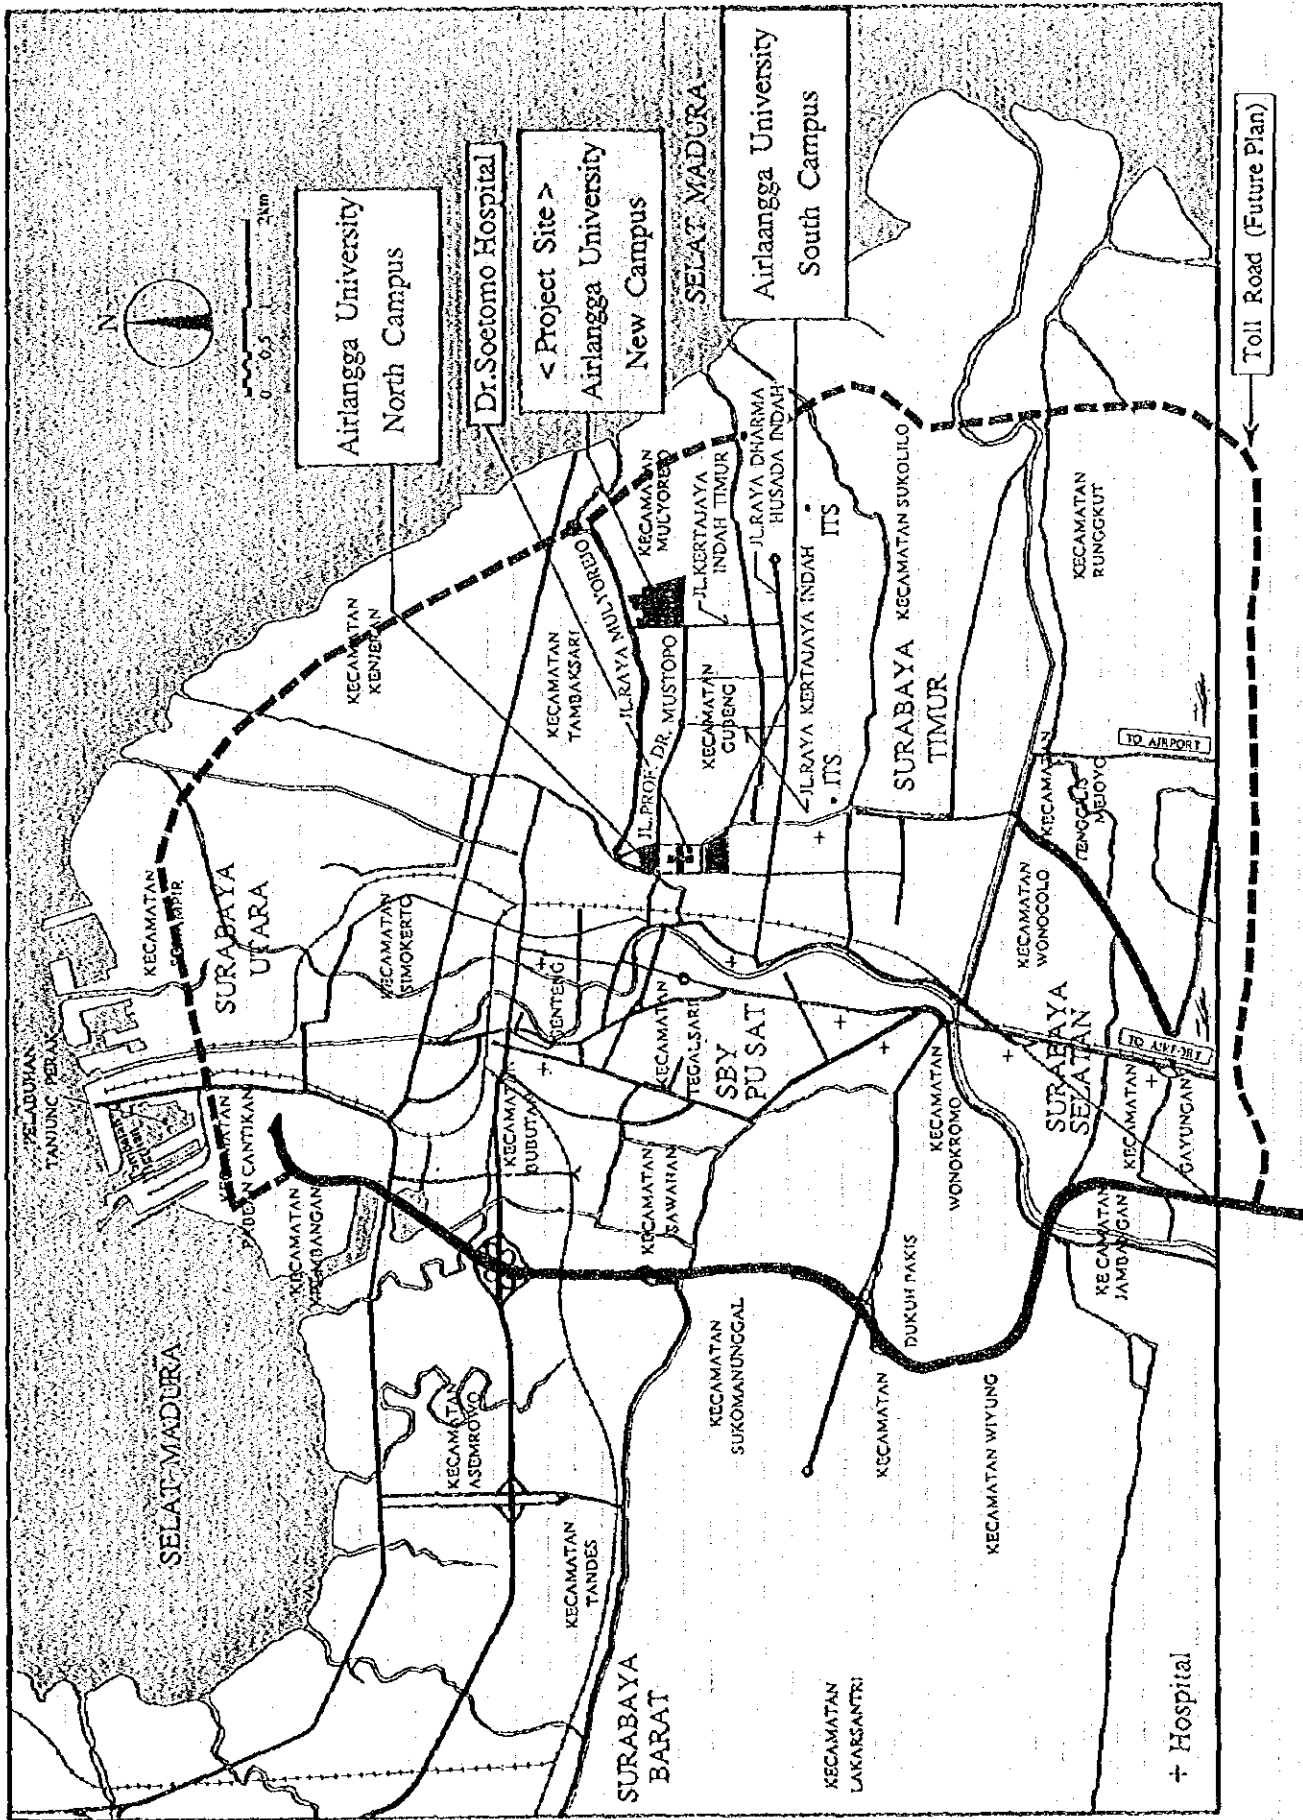 N
0  0.5  1  2km
Airlangga University
North Campus
Dr.Soetomo Hospital
< Project Site >
Airlangga University
New Campus
SELAT MADURA
Airlaangga University
South Campus
Toll Road (Future Plan)
PELABUHAN
TANJUNG PERAK
SELAT MADURA
KECAMATAN
SURABAYA
UTARA
KECAMATAN
KENJERAN
KECAMATAN
SIMOKERTO
KECAMATAN
TAMBAKSARI
JL.RAYA MULYOREJO
JL.RAYA MULYOREJO
KECAMATAN
MULYOREJO
JL.PROF. DR. MUSTOPO
KECAMATAN
GUBENG
JL.KERTAJAYA
INDAH TIMUR
JL.RAYA DHARMA
HUSADA INDAH
JL.RAYA KERTAJAYA INDAH
ITS
ITS
SURABAYA
TIMUR
KECAMATAN SUKOLILO
KECAMATAN
RUNGGKUT
TO AIRPORT
KECAMATAN
TENGGILIS
MEJOYO
KECAMATAN
WONOCOLO
SURABAYA
SELATAN
TO AIRPORT
KECAMATAN
GAYUNGAN
KECAMATAN
JAMBANGAN
KECAMATAN
WONOKROMO
GENTENG
KECAMATAN
TEGALSARI
SBY
PUSAT
KECAMATAN
BUBUTAN
KECAMATAN
SAWAHAN
KECAMATAN
PABEAN CANTIKAN
KECAMATAN
KREMBANGAN
KECAMATAN
ASEMROWO
KECAMATAN
TANDES
KECAMATAN
SUKOMANUNGGAL
KECAMATAN
DUKUH PAKIS
KECAMATAN WIYUNG
SURABAYA
BARAT
KECAMATAN
LAKARSANTRI
+ Hospital